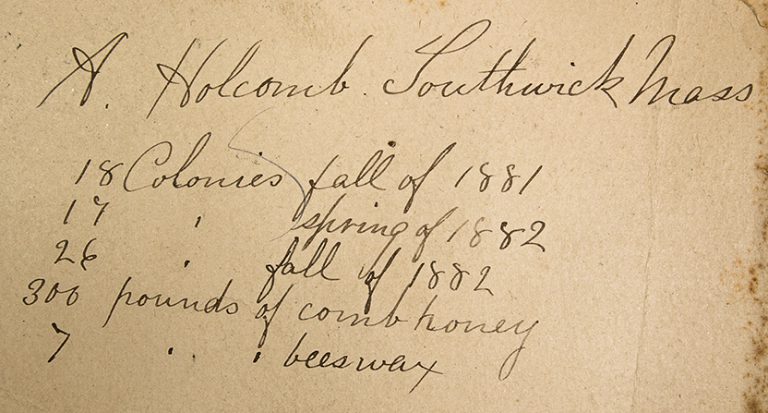 A. Holcomb. Southwick Mass
18 Colonies fall of 1881
17 " spring of 1882
26 " fall of 1882
300 pounds of comb honey
7 " " " beeswax